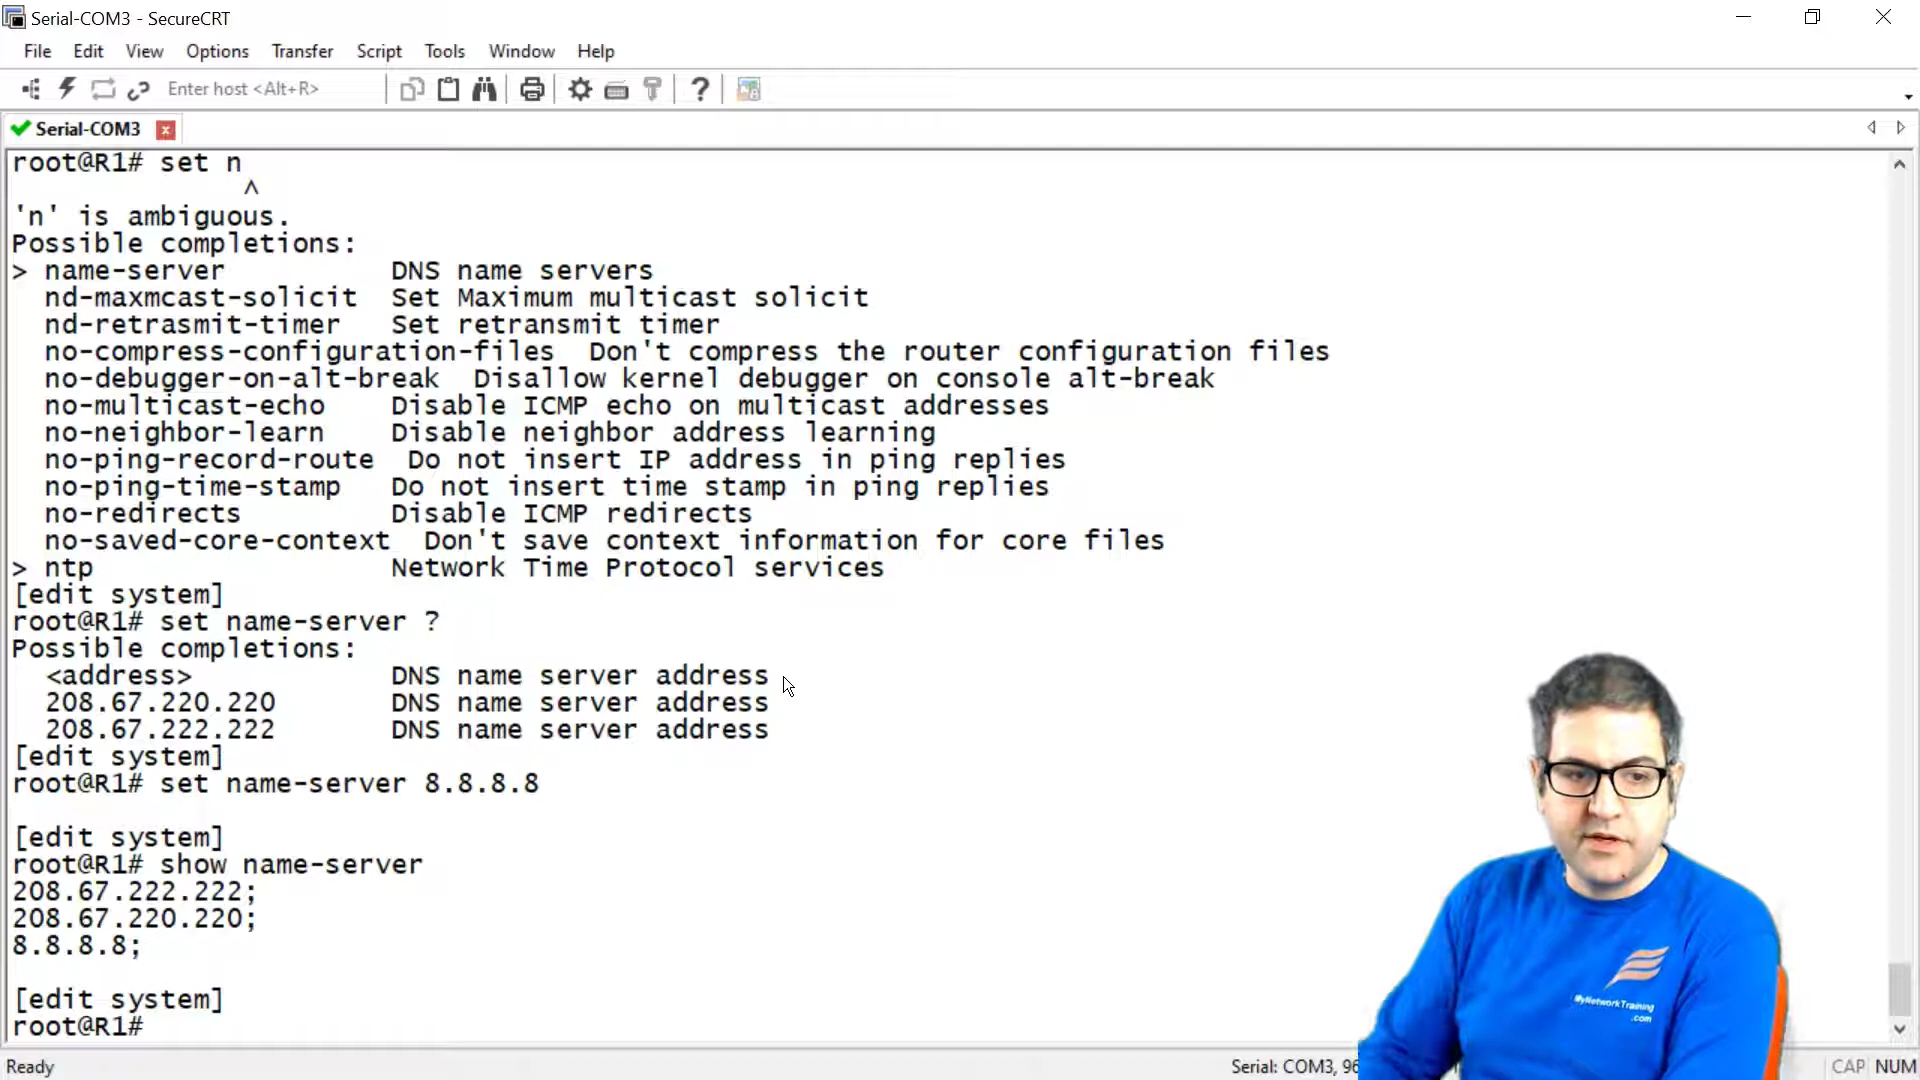 Serial-COM3 - SecureCRT
File Edit View Options Transfer Script Tools Window Help
Enter host <Alt+R>
Serial-COM3
root@R1# set n
^
'n' is ambiguous.
Possible completions:
> name-server DNS name servers
nd-maxmcast-solicit Set Maximum multicast solicit
nd-retrasmit-timer Set retransmit timer
no-compress-configuration-files Don't compress the router configuration files
no-debugger-on-alt-break Disallow kernel debugger on console alt-break
no-multicast-echo Disable ICMP echo on multicast addresses
no-neighbor-learn Disable neighbor address learning
no-ping-record-route Do not insert IP address in ping replies
no-ping-time-stamp Do not insert time stamp in ping replies
no-redirects Disable ICMP redirects
no-saved-core-context Don't save context information for core files
> ntp Network Time Protocol services
[edit system]
root@R1# set name-server ?
Possible completions:
<address> DNS name server address
208.67.220.220 DNS name server address
208.67.222.222 DNS name server address
[edit system]
root@R1# set name-server 8.8.8.8
[edit system]
root@R1# show name-server
208.67.222.222;
208.67.220.220;
8.8.8.8;
[edit system]
root@R1#
MyNetworkTraining
.com
Ready Serial: COM3, 96 CAP NUM